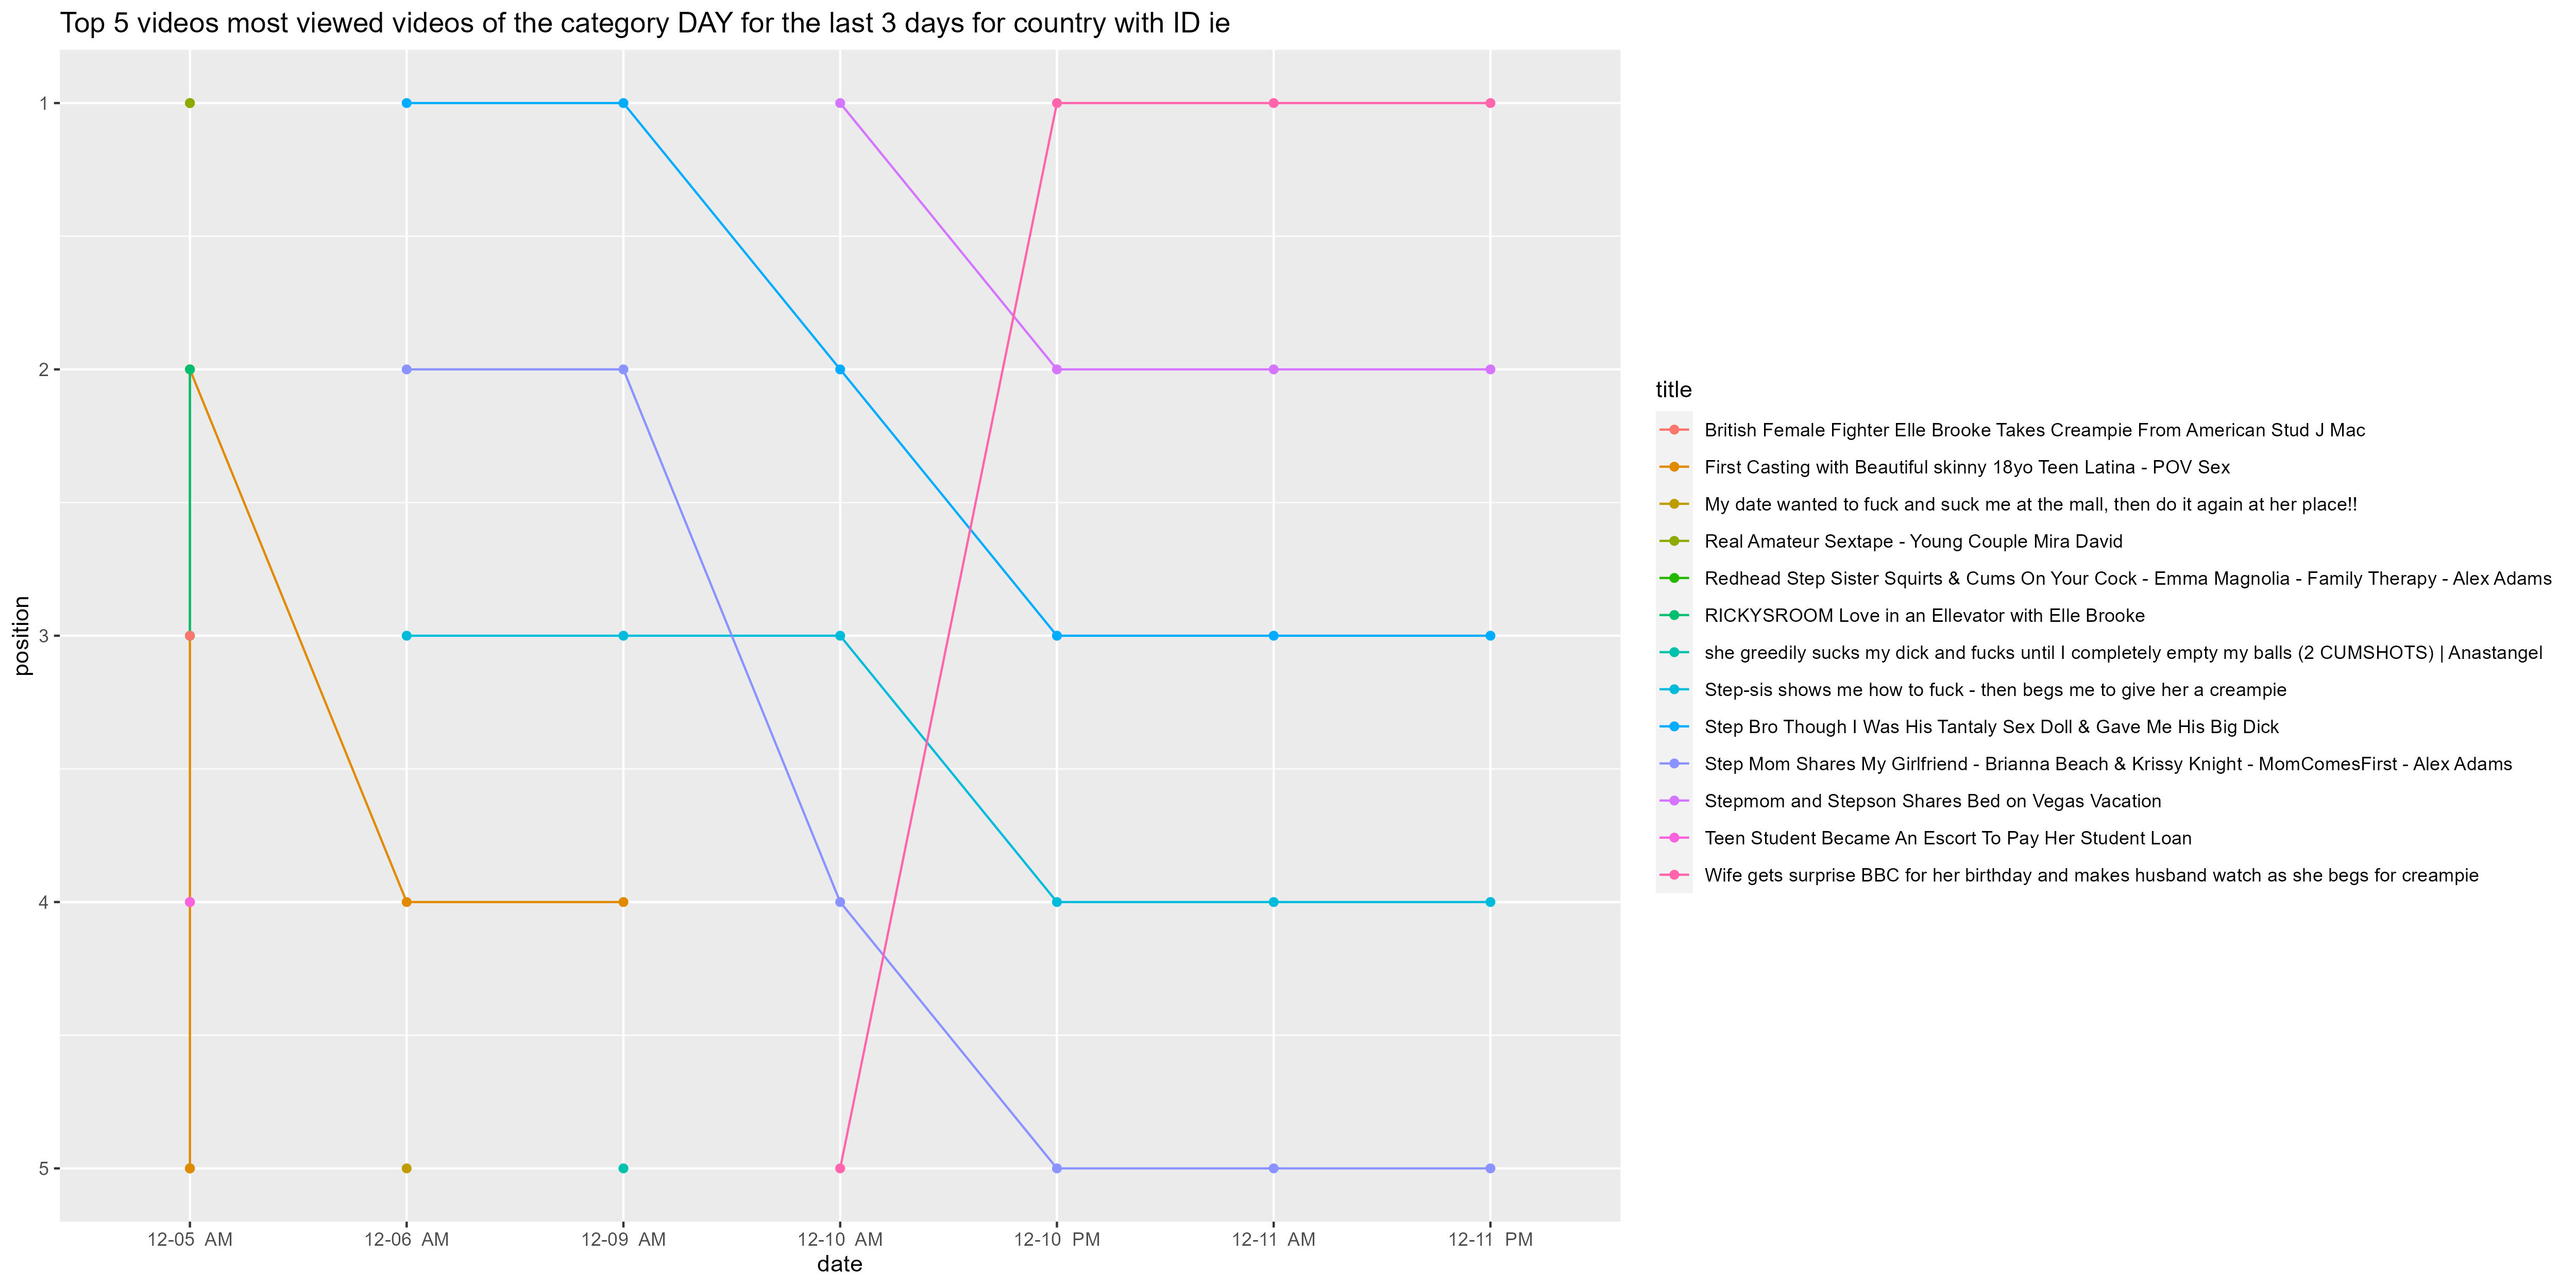 Top 5 videos most viewed videos of the category DAY for the last 3 days for country with ID ie
position
1
2
3
4
5
12-05 AM
12-06 AM
12-09 AM
12-10 AM
12-10 PM
12-11 AM
12-11 PM
date
title
British Female Fighter Elle Brooke Takes Creampie From American Stud J Mac
First Casting with Beautiful skinny 18yo Teen Latina - POV Sex
My date wanted to fuck and suck me at the mall, then do it again at her place!!
Real Amateur Sextape - Young Couple Mira David
Redhead Step Sister Squirts & Cums On Your Cock - Emma Magnolia - Family Therapy - Alex Adams
RICKYSROOM Love in an Ellevator with Elle Brooke
she greedily sucks my dick and fucks until I completely empty my balls (2 CUMSHOTS) | Anastangel
Step-sis shows me how to fuck - then begs me to give her a creampie
Step Bro Though I Was His Tantaly Sex Doll & Gave Me His Big Dick
Step Mom Shares My Girlfriend - Brianna Beach & Krissy Knight - MomComesFirst - Alex Adams
Stepmom and Stepson Shares Bed on Vegas Vacation
Teen Student Became An Escort To Pay Her Student Loan
Wife gets surprise BBC for her birthday and makes husband watch as she begs for creampie